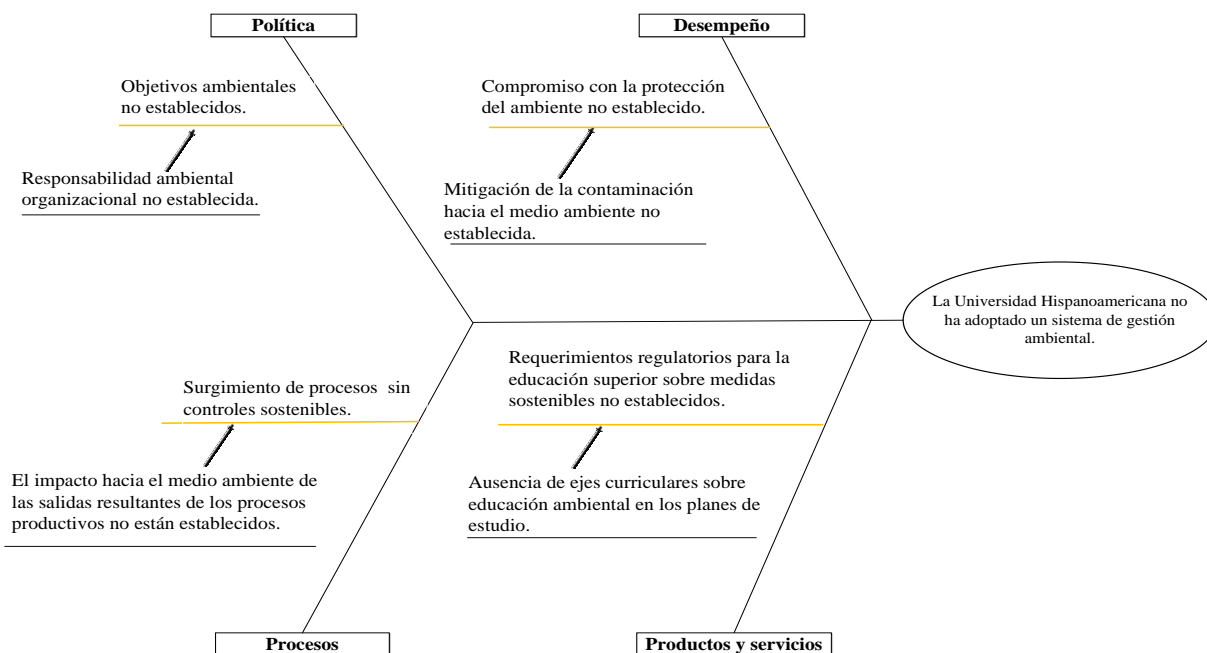 Política
Desempeño
Objetivos ambientales
no establecidos.
Compromiso con la protección
del ambiente no establecido.
Responsabilidad ambiental
organizacional no establecida.
Mitigación de la contaminación
hacia el medio ambiente no
establecida.
La Universidad Hispanoamericana no
ha adoptado un sistema de gestión
ambiental.
Surgimiento de procesos sin
controles sostenibles.
Requerimientos regulatorios para la
educación superior sobre medidas
sostenibles no establecidos.
El impacto hacia el medio ambiente de
las salidas resultantes de los procesos
productivos no están establecidos.
Ausencia de ejes curriculares sobre
educación ambiental en los planes de
estudio.
Procesos
Productos y servicios